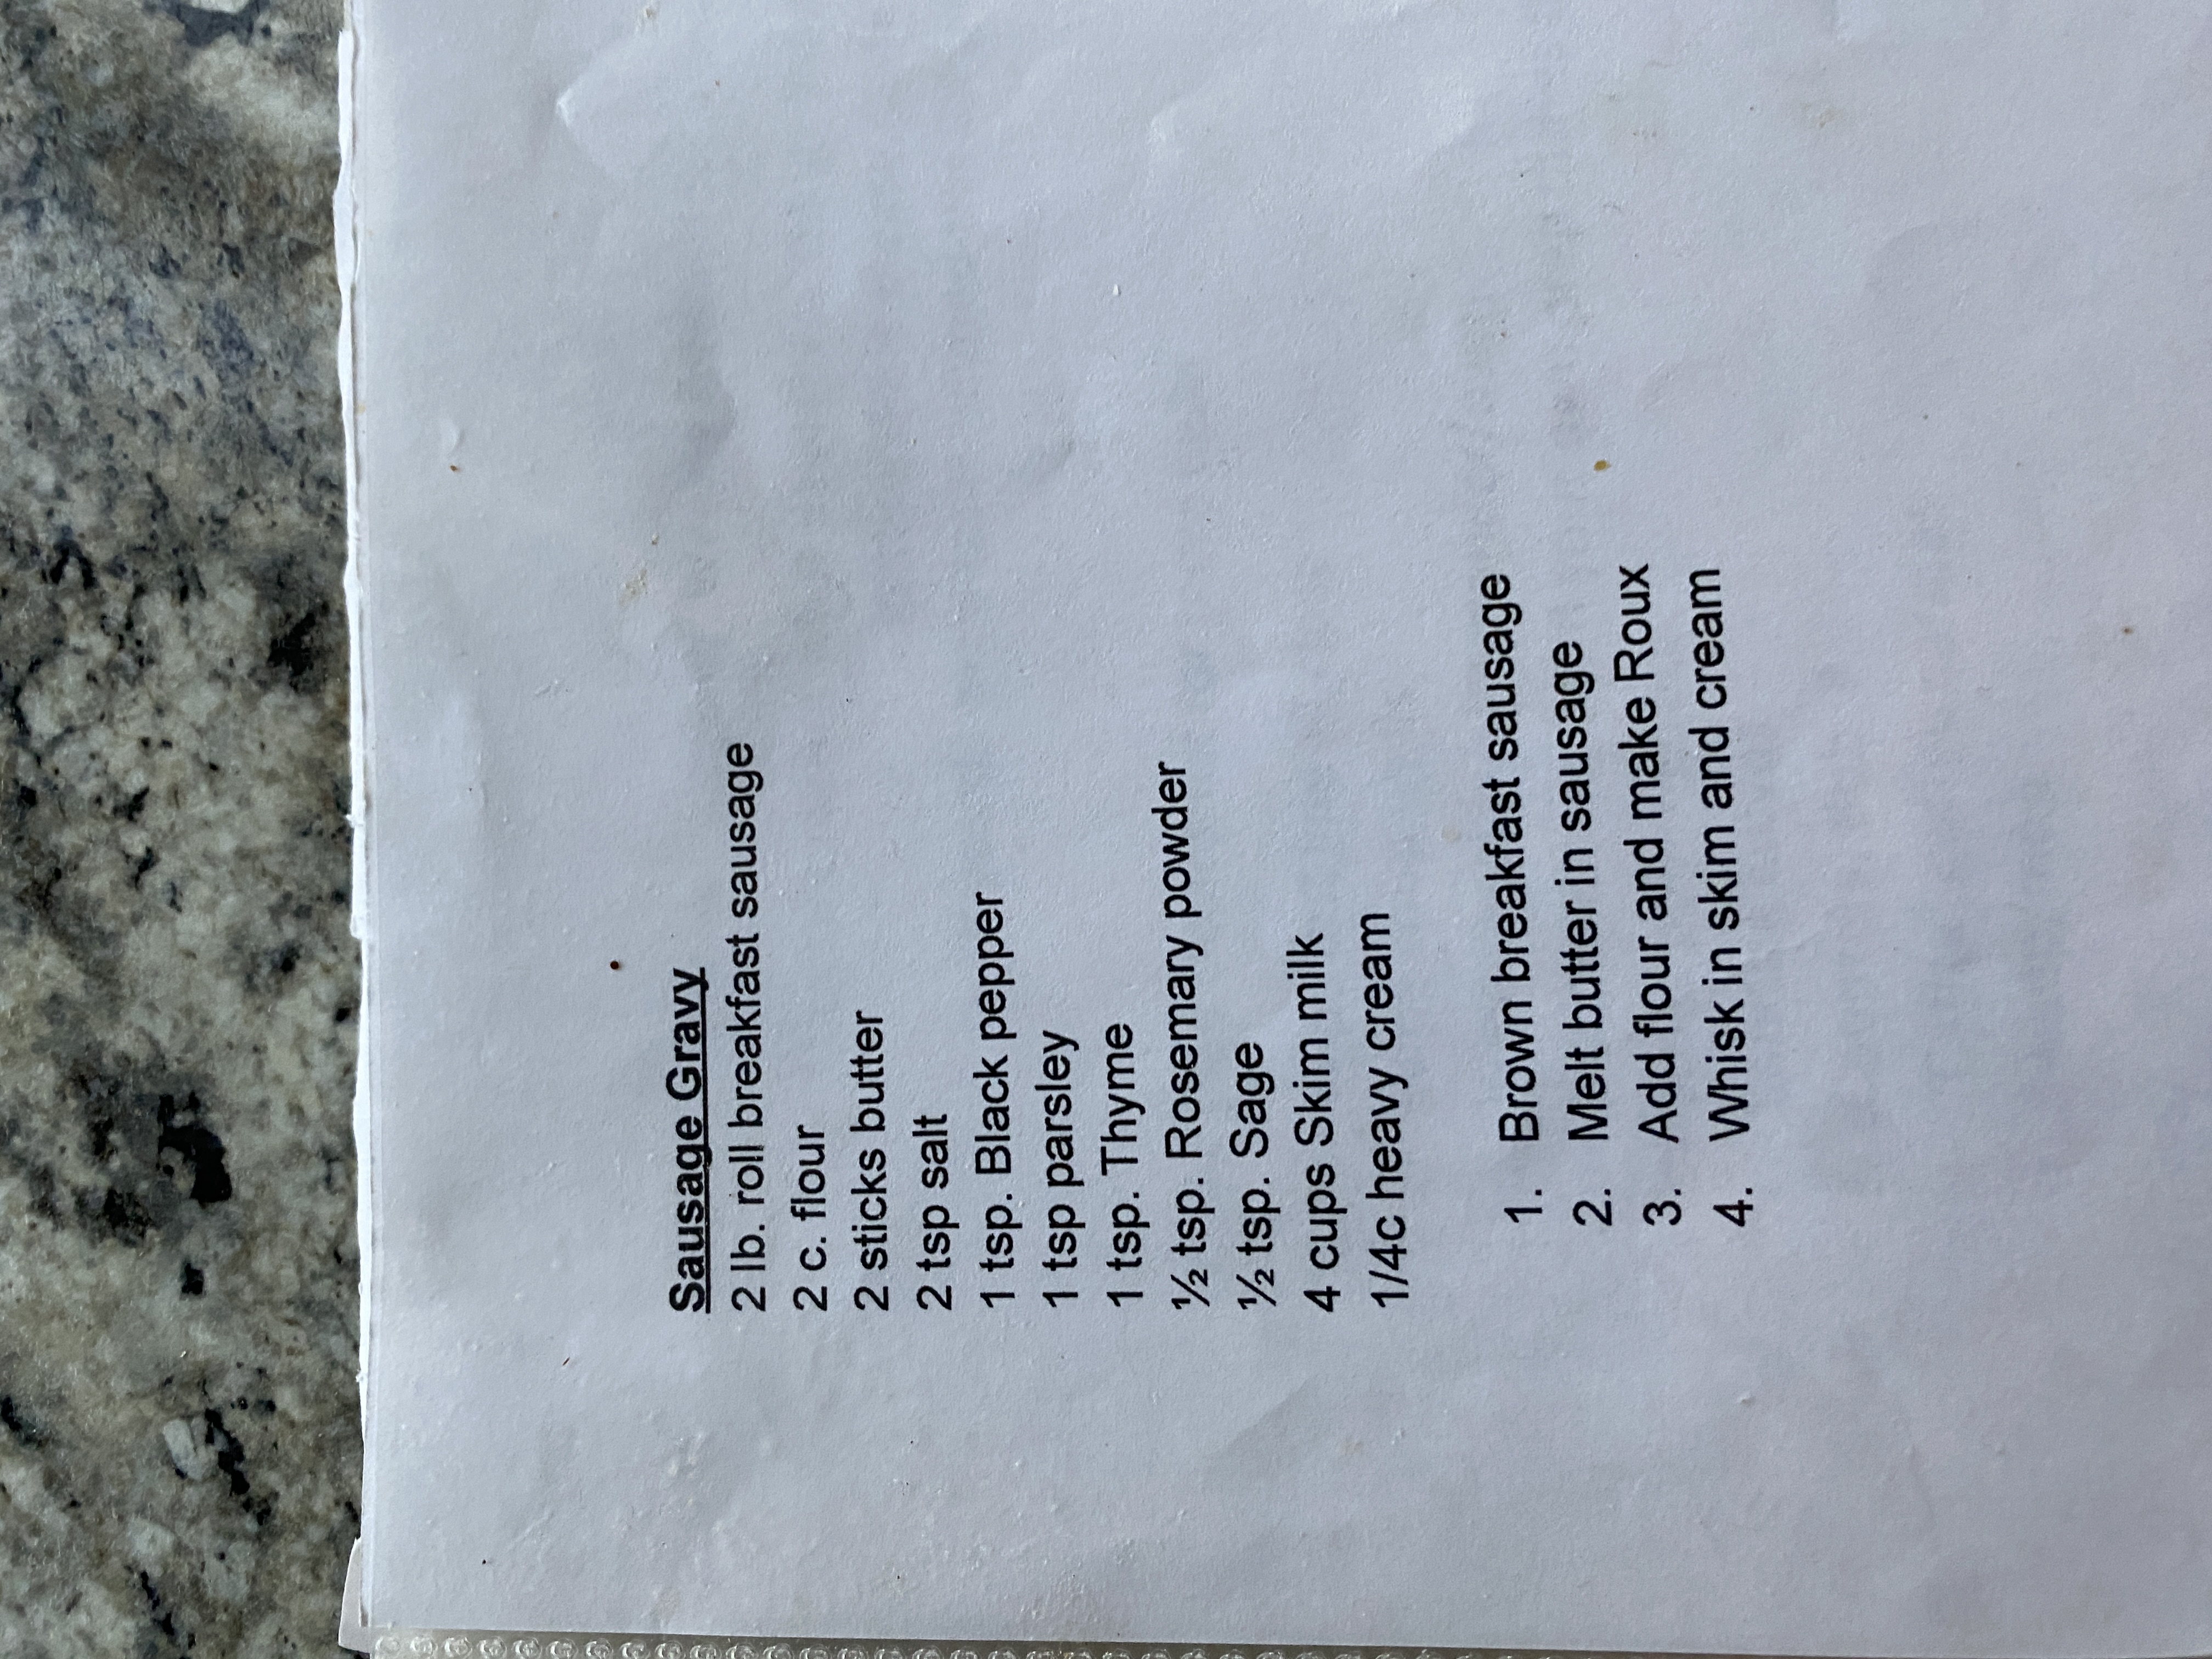 Sausage Gravy
2 lb. roll breakfast sausage
2 c. flour
2 sticks butter
2 tsp salt
1 tsp. Black pepper
1 tsp parsley
1 tsp. Thyme
½ tsp. Rosemary powder
½ tsp. Sage
4 cups Skim milk
1/4c heavy cream
1. Brown breakfast sausage
2. Melt butter in sausage
3. Add flour and make Roux
4. Whisk in skim and cream